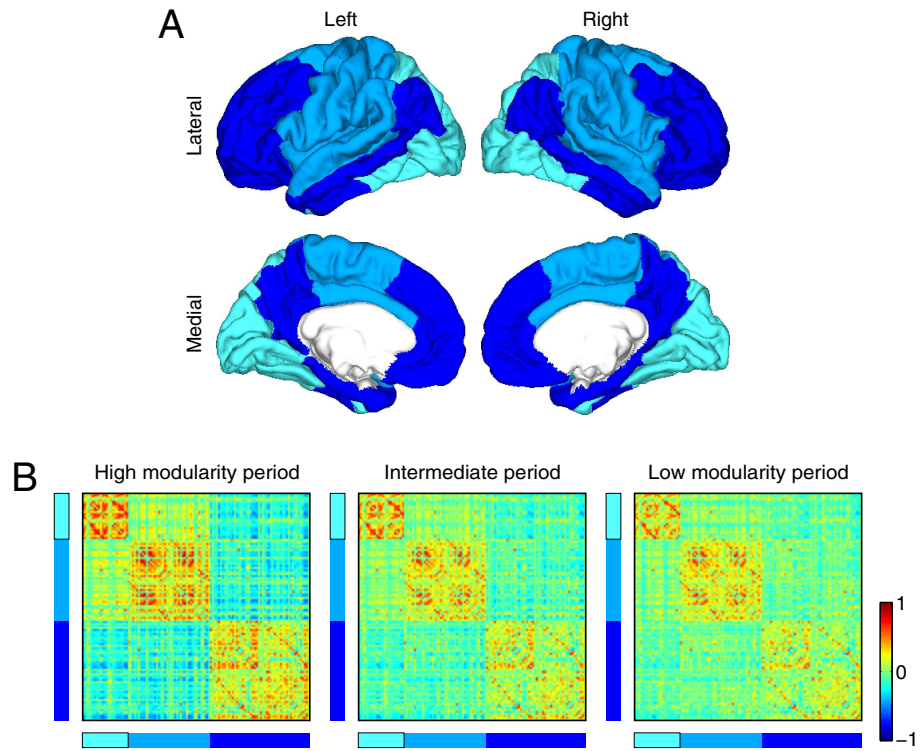 A
Left
Right
Lateral
Medial
B
High modularity period
Intermediate period
Low modularity period
1
0
−1